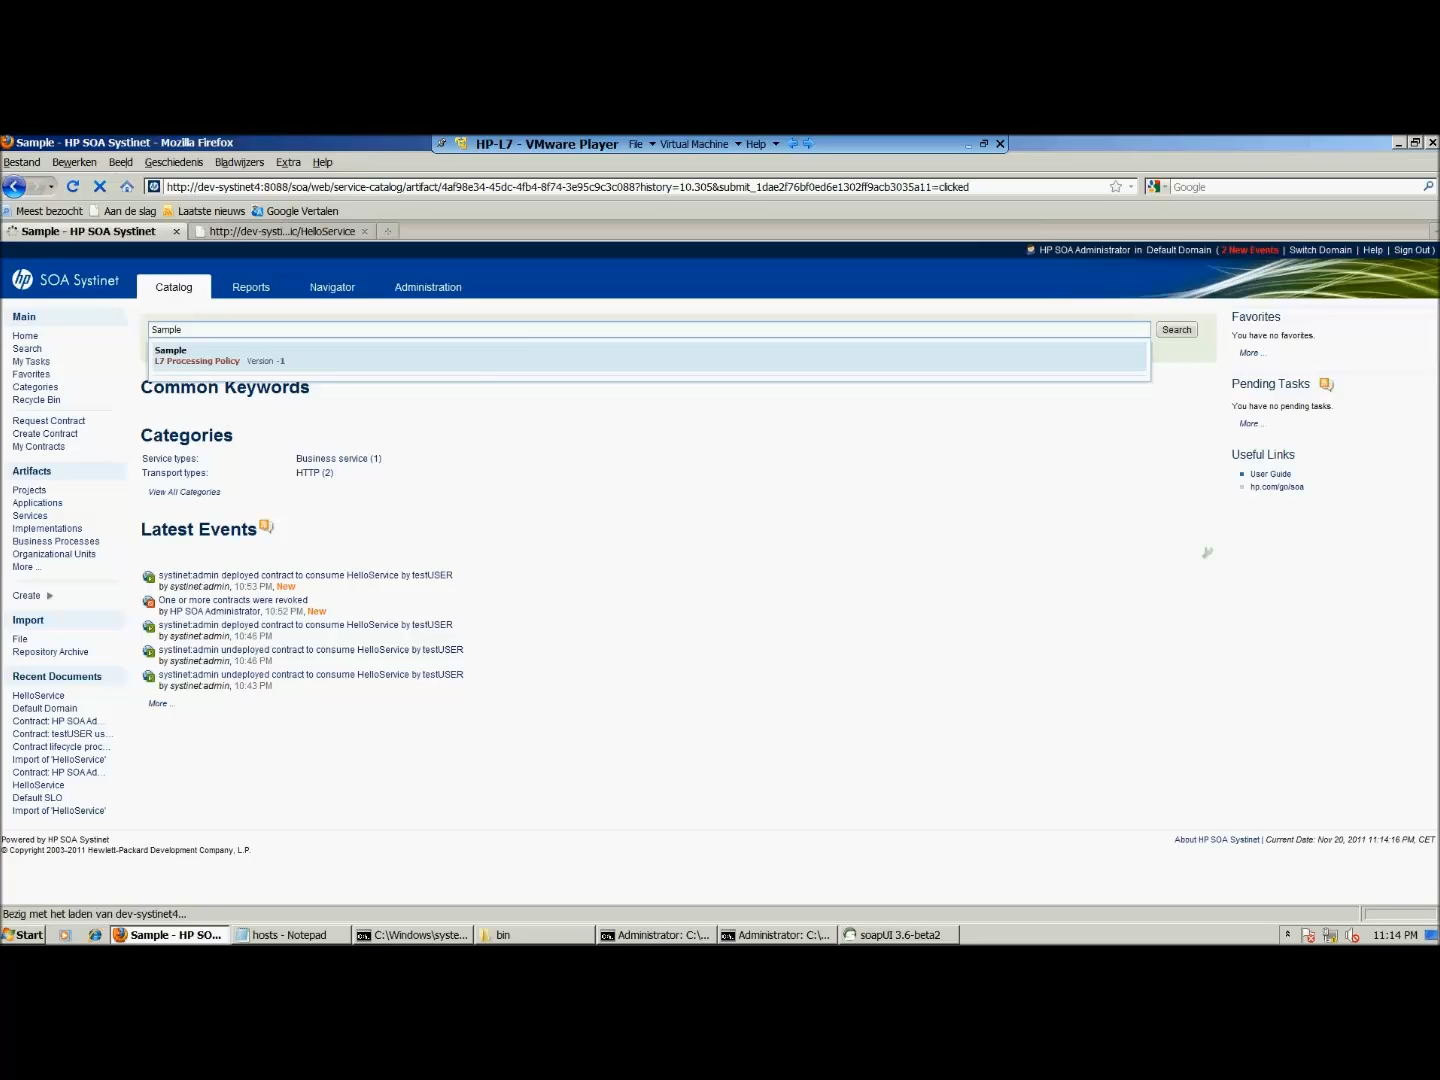 Sample - HP SOA Systinet - Mozilla Firefox
HP-L7 - VMware Player File Virtual Machine Help
Bestand Bewerken Beeld Geschiedenis Bladwijzers Extra Help
http://dev-systinet4:8088/soa/web/service-catalog/artifact/4af98e34-45dc-4fb4-8f74-3e95c9c3c088?history=10.305&submit_1dae2f76bf0ed6e1302ff9acb3035a11=clicked
Google
Meest bezocht Aan de slag Laatste nieuws Google Vertalen
Sample - HP SOA Systinet
http://dev-systi...ic/HelloService
HP SOA Administrator in Default Domain ( 2 New Events | Switch Domain | Help | Sign Out )
hp SOA Systinet
Catalog Reports Navigator Administration
Main
Home
Search
My Tasks
Favorites
Categories
Recycle Bin
Request Contract
Create Contract
My Contracts
Artifacts
Projects
Applications
Services
Implementations
Business Processes
Organizational Units
More ...
Create
Import
File
Repository Archive
Recent Documents
HelloService
Default Domain
Contract: HP SOA Ad...
Contract: testUSER us...
Contract lifecycle proc...
Import of 'HelloService'
Contract: HP SOA Ad...
HelloService
Default SLO
Import of 'HelloService'
Sample
Search
Sample
L7 Processing Policy Version -1
Common Keywords
Categories
Service types: Business service (1)
Transport types: HTTP (2)
View All Categories
Latest Events
systinet:admin deployed contract to consume HelloService by testUSER
by systinet:admin, 10:53 PM, New
One or more contracts were revoked
by HP SOA Administrator, 10:52 PM, New
systinet:admin deployed contract to consume HelloService by testUSER
by systinet:admin, 10:46 PM
systinet:admin undeployed contract to consume HelloService by testUSER
by systinet:admin, 10:46 PM
systinet:admin undeployed contract to consume HelloService by testUSER
by systinet:admin, 10:43 PM
More ...
Favorites
You have no favorites.
More ...
Pending Tasks
You have no pending tasks.
More ...
Useful Links
User Guide
hp.com/go/soa
Powered by HP SOA Systinet
© Copyright 2003-2011 Hewlett-Packard Development Company, L.P.
About HP SOA Systinet | Current Date: Nov 20, 2011 11:14:16 PM, CET
Bezig met het laden van dev-systinet4...
Start
Sample - HP SO...
hosts - Notepad
C:\Windows\syste...
bin
Administrator: C:\...
Administrator: C:\...
soapUI 3.6-beta2
11:14 PM